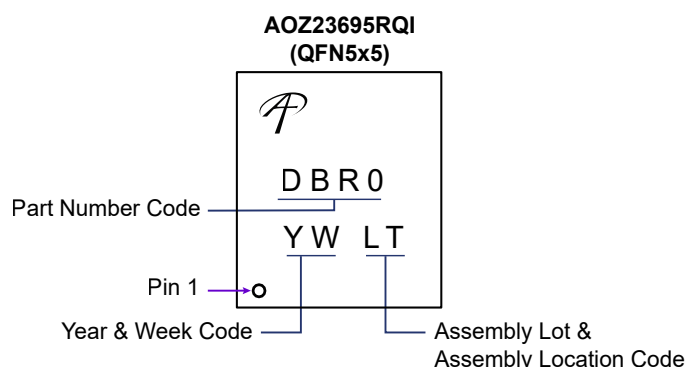 AOZ23695RQI
(QFN5x5)
DBR0
Part Number Code
YW LT
Pin 1
Year & Week Code
Assembly Lot &
Assembly Location Code